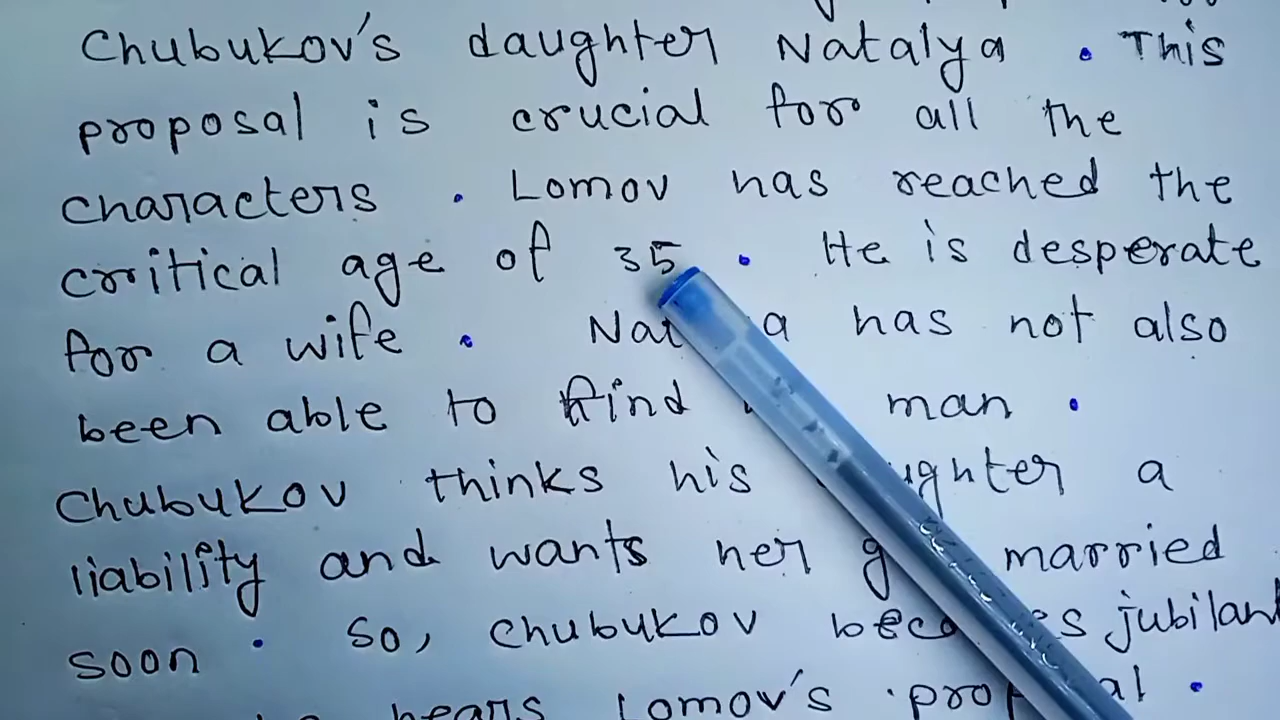 Chubukov's daughter Natalya . This
proposal is crucial for all the
characters . Lomov has reached the
critical age of 35 . He is desperate
for a wife . has not also
been able to find man .
Chubukov thinks his a
liability and wants her married
soon . so, chubukov jubilant
hears Lomov's .